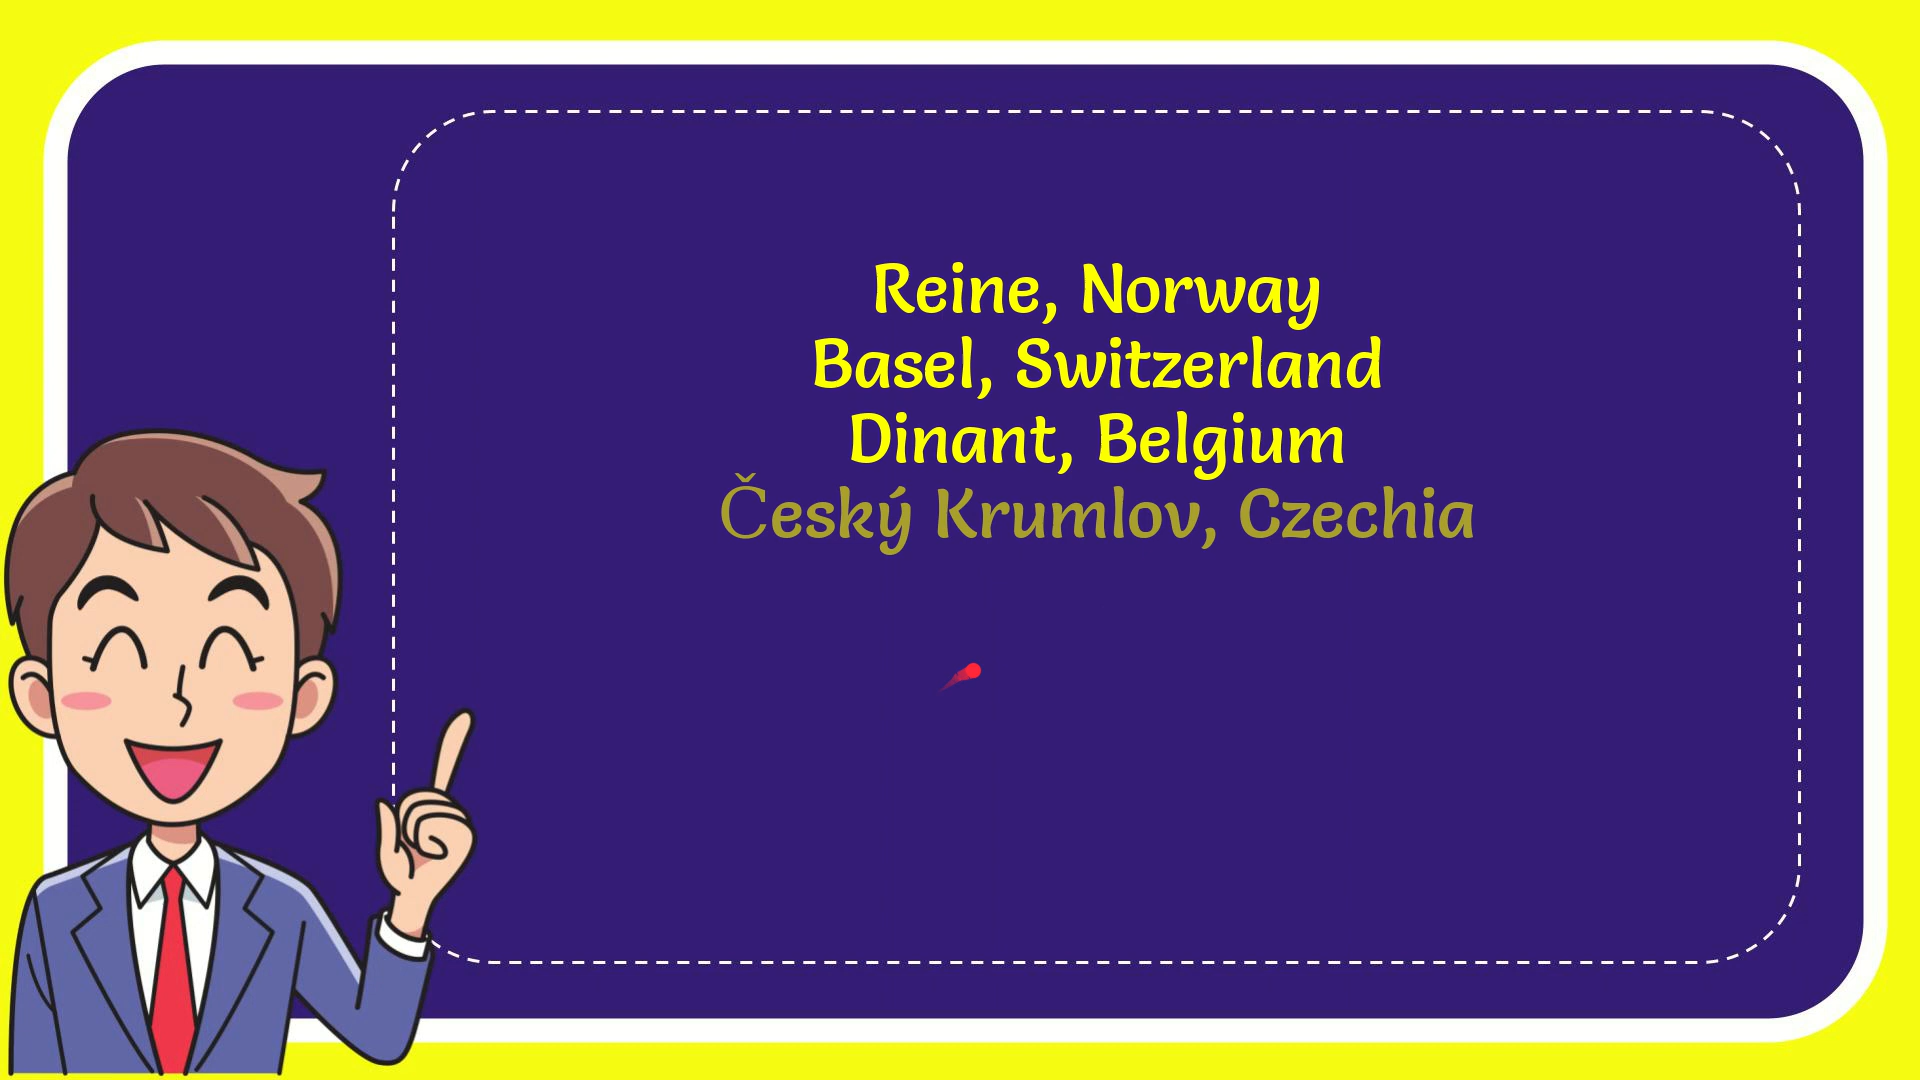 Reine, Norway
Basel, Switzerland
Dinant, Belgium
Český Krumlov, Czechia